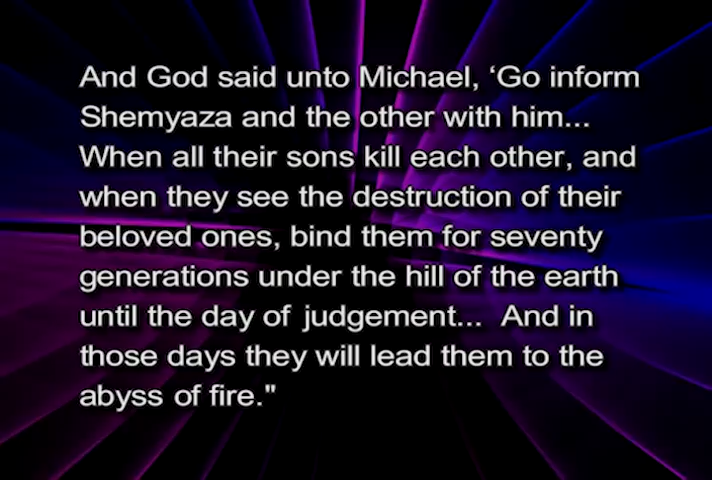 And God said unto Michael, ‘Go inform
Shemyaza and the other with him...
When all their sons kill each other, and
when they see the destruction of their
beloved ones, bind them for seventy
generations under the hill of the earth
until the day of judgement...  And in
those days they will lead them to the
abyss of fire."